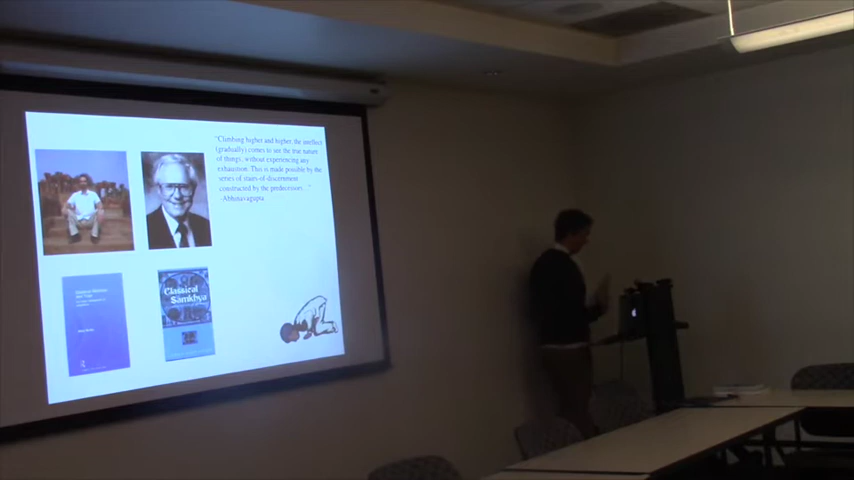 "Climbing higher and higher, the intellect
(gradually) comes to see the true nature
of things, without experiencing any
exhaustion. This is made possible by the
series of stairs-of-discernment
constructed by the predecessors..."
-Abhinavagupta
Classical
Samkhya